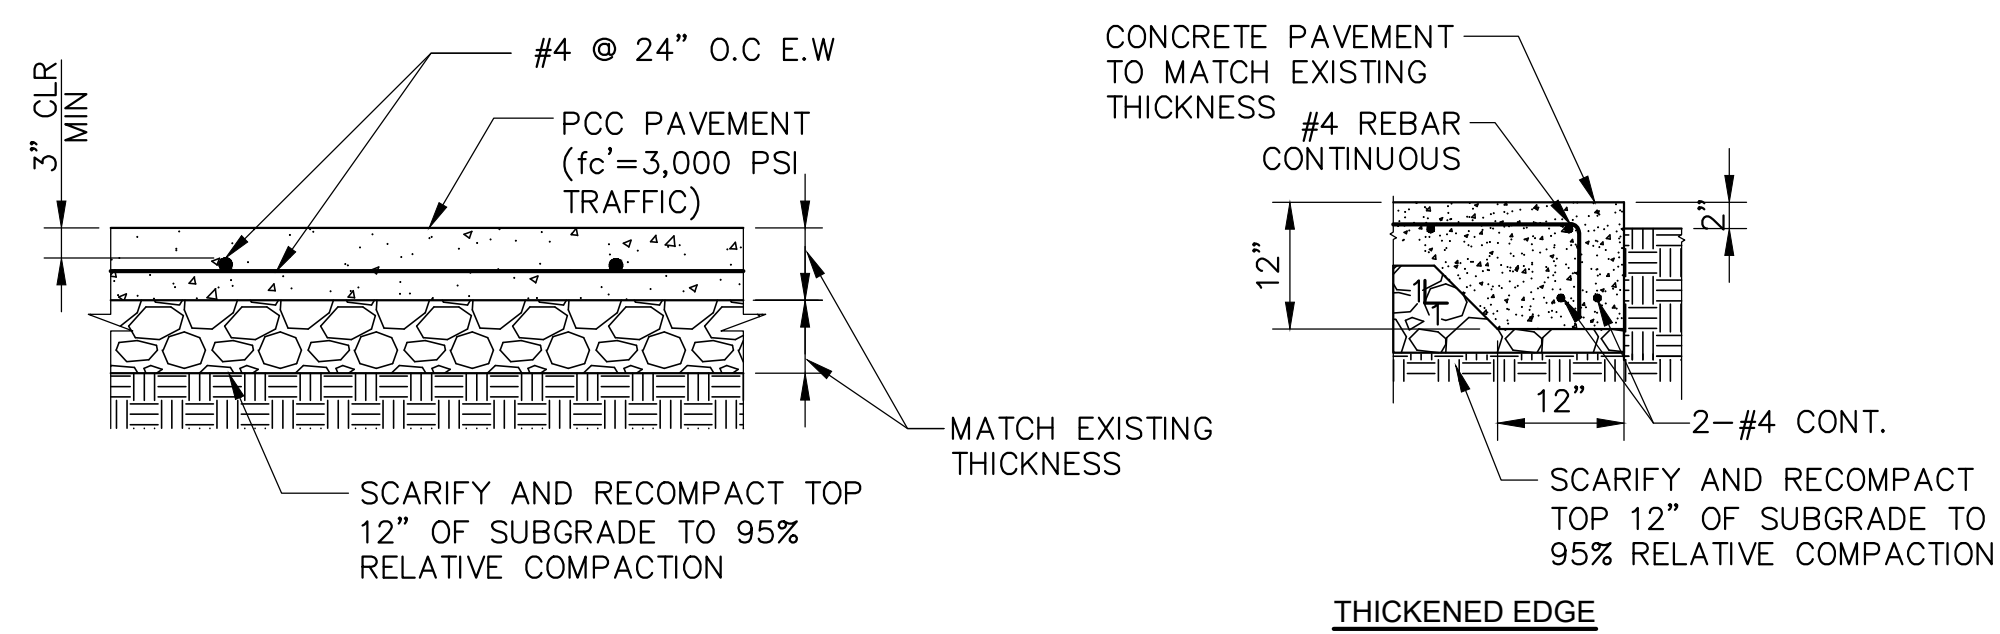 #4 @ 24” O.C E.W
3” CLR
MIN
PCC PAVEMENT
(fc’=3,000 PSI
TRAFFIC)
MATCH EXISTING
THICKNESS
SCARIFY AND RECOMPACT TOP
12” OF SUBGRADE TO 95%
RELATIVE COMPACTION
CONCRETE PAVEMENT
TO MATCH EXISTING
THICKNESS
#4 REBAR
CONTINUOUS
2”
12”
1
1
12”
2-#4 CONT.
SCARIFY AND RECOMPACT
TOP 12” OF SUBGRADE TO
95% RELATIVE COMPACTION
THICKENED EDGE